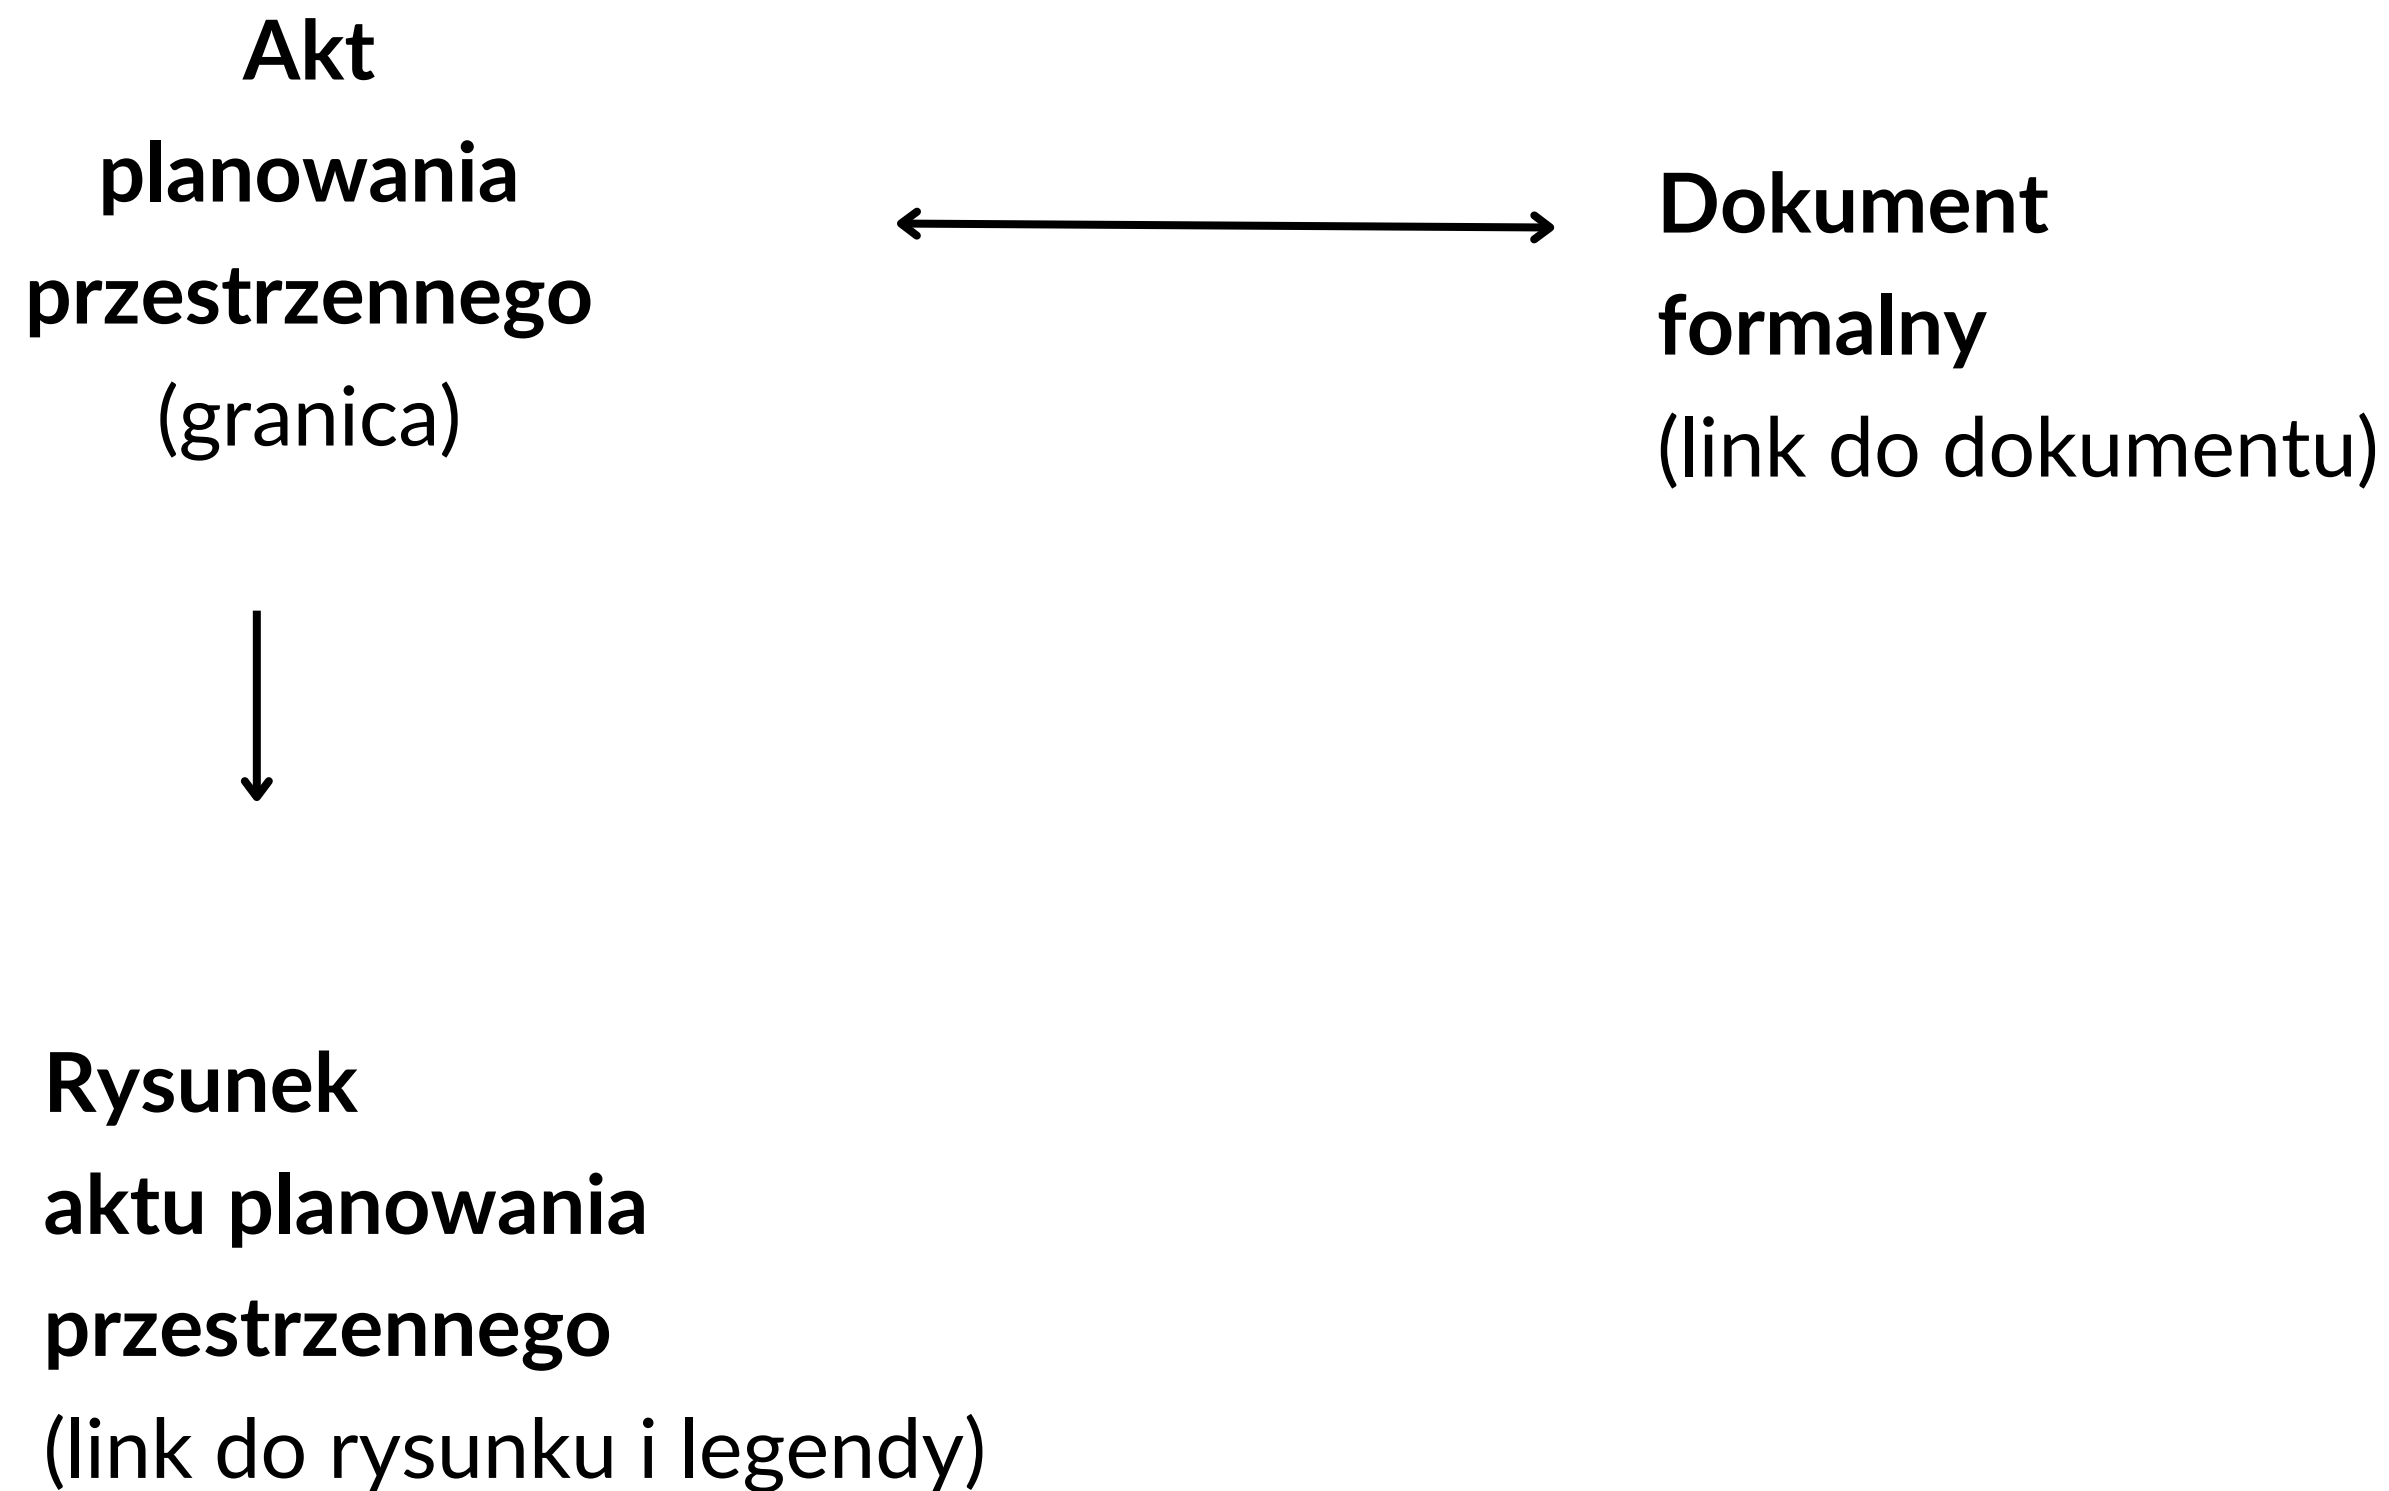 Akt
planowania
przestrzennego
(granica)
Dokument
formalny
(link do dokumentu)
Rysunek
aktu planowania
przestrzennego
(link do rysunku i legendy)